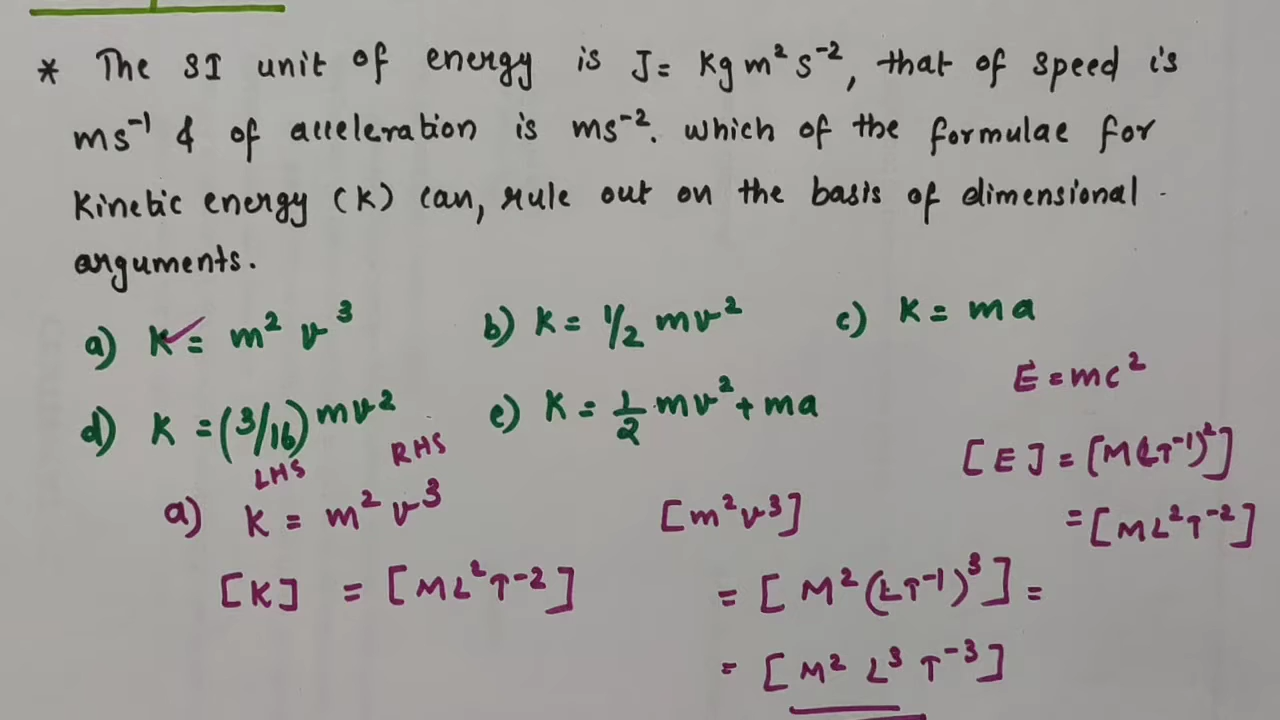 * The SI unit of energy is J= Kg m² s⁻², that of speed is
ms⁻¹ & of acceleration is ms⁻². which of the formulae for
Kinetic energy (K) can, rule out on the basis of dimensional
arguments.
a) K = m² v³ b) K = 1/2 mv² c) K = ma
d) K = (3/16) mv² e) K = 1/2 mv² + ma
E = mc²
LHS RHS
[E] = [M(LT⁻¹)²]
a) K = m² v³ [m²v³] = [ML²T⁻²]
[K] = [ML²T⁻²] = [M²(LT⁻¹)³] =
= [M² L³ T⁻³]